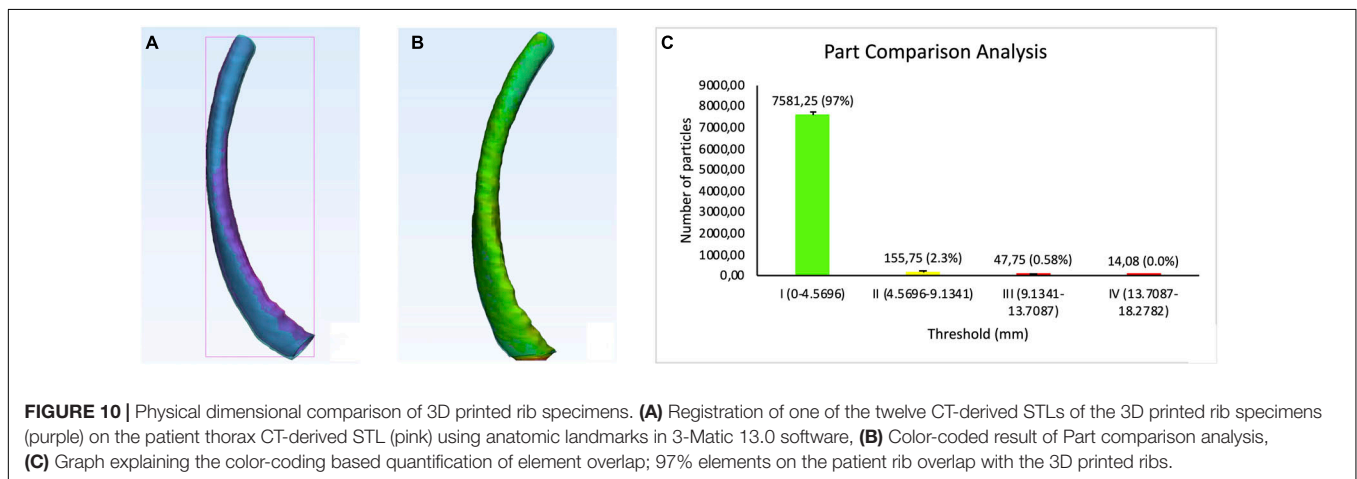 A
B
C
Part Comparison Analysis
Number of particles
9000,00
8000,00
7000,00
6000,00
5000,00
4000,00
3000,00
2000,00
1000,00
0,00
7581,25 (97%)
155,75 (2.3%)
47,75 (0.58%)
14,08 (0.0%)
I (0-4.5696)
II (4.5696-9.1341)
III (9.1341-
13.7087)
IV (13.7087-
18.2782)
Threshold (mm)
FIGURE 10 | Physical dimensional comparison of 3D printed rib specimens. (A) Registration of one of the twelve CT-derived STLs of the 3D printed rib specimens
(purple) on the patient thorax CT-derived STL (pink) using anatomic landmarks in 3-Matic 13.0 software, (B) Color-coded result of Part comparison analysis,
(C) Graph explaining the color-coding based quantification of element overlap; 97% elements on the patient rib overlap with the 3D printed ribs.